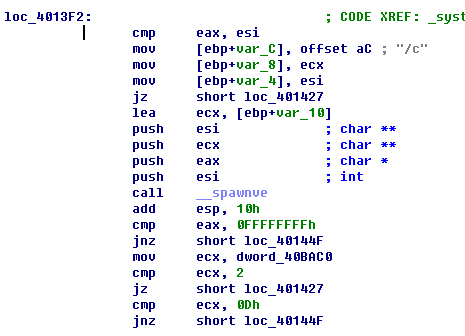 loc_4013F2: ; CODE XREF: _syst
cmp eax, esi
mov [ebp+var_C], offset aC ; "/c"
mov [ebp+var_8], ecx
mov [ebp+var_4], esi
jz short loc_401427
lea ecx, [ebp+var_10]
push esi ; char **
push ecx ; char **
push eax ; char *
push esi ; int
call __spawnve
add esp, 10h
cmp eax, 0FFFFFFFFh
jnz short loc_40144F
mov ecx, dword_40BAC0
cmp ecx, 2
jz short loc_401427
cmp ecx, 0Dh
jnz short loc_40144F